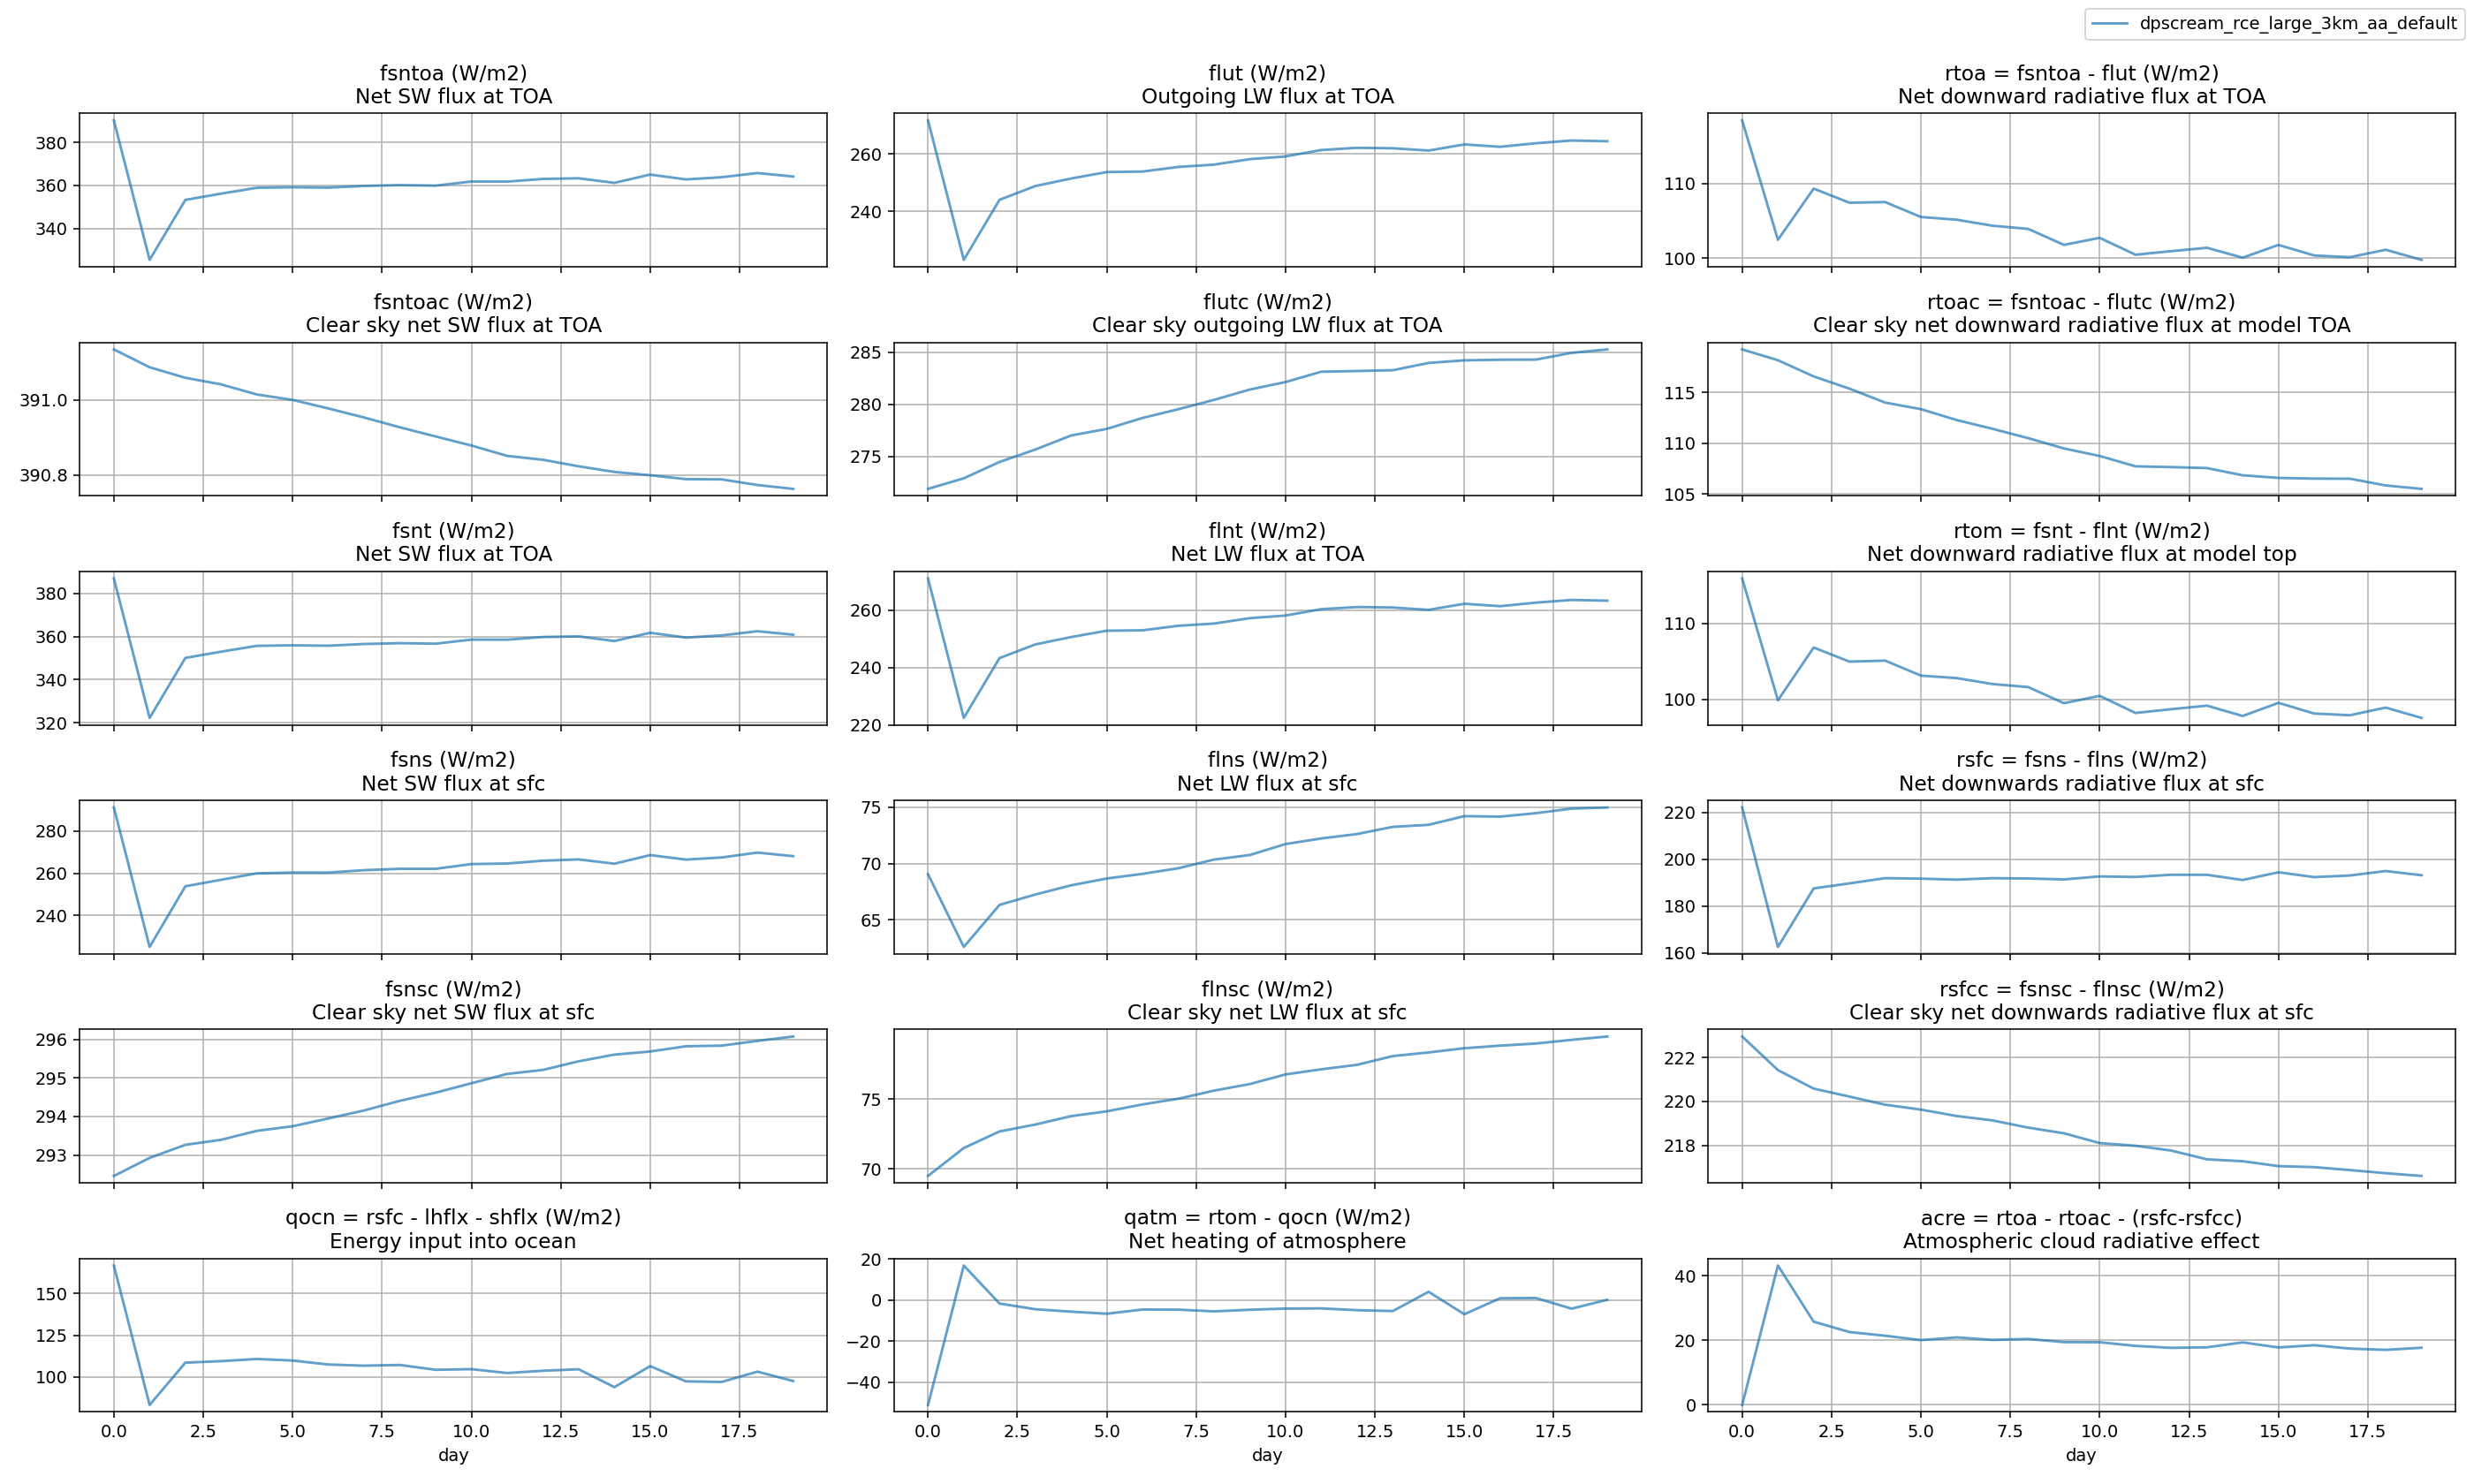 dpscream_rce_large_3km_aa_default
fsntoa (W/m2)
Net SW flux at TOA
380
360
340
flut (W/m2)
Outgoing LW flux at TOA
260
240
rtoa = fsntoa - flut (W/m2)
Net downward radiative flux at TOA
110
100
fsntoac (W/m2)
Clear sky net SW flux at TOA
391.0
390.8
flutc (W/m2)
Clear sky outgoing LW flux at TOA
285
280
275
rtoac = fsntoac - flutc (W/m2)
Clear sky net downward radiative flux at model TOA
115
110
105
fsnt (W/m2)
Net SW flux at TOA
380
360
340
320
flnt (W/m2)
Net LW flux at TOA
260
240
220
rtom = fsnt - flnt (W/m2)
Net downward radiative flux at model top
110
100
fsns (W/m2)
Net SW flux at sfc
280
260
240
flns (W/m2)
Net LW flux at sfc
75
70
65
rsfc = fsns - flns (W/m2)
Net downwards radiative flux at sfc
220
200
180
160
fsnsc (W/m2)
Clear sky net SW flux at sfc
296
295
294
293
flnsc (W/m2)
Clear sky net LW flux at sfc
75
70
rsfcc = fsnsc - flnsc (W/m2)
Clear sky net downwards radiative flux at sfc
222
220
218
qocn = rsfc - lhflx - shflx (W/m2)
Energy input into ocean
150
125
100
0.0 2.5 5.0 7.5 10.0 12.5 15.0 17.5
day
qatm = rtom - qocn (W/m2)
Net heating of atmosphere
20
0
−20
−40
0.0 2.5 5.0 7.5 10.0 12.5 15.0 17.5
day
acre = rtoa - rtoac - (rsfc-rsfcc)
Atmospheric cloud radiative effect
40
20
0
0.0 2.5 5.0 7.5 10.0 12.5 15.0 17.5
day